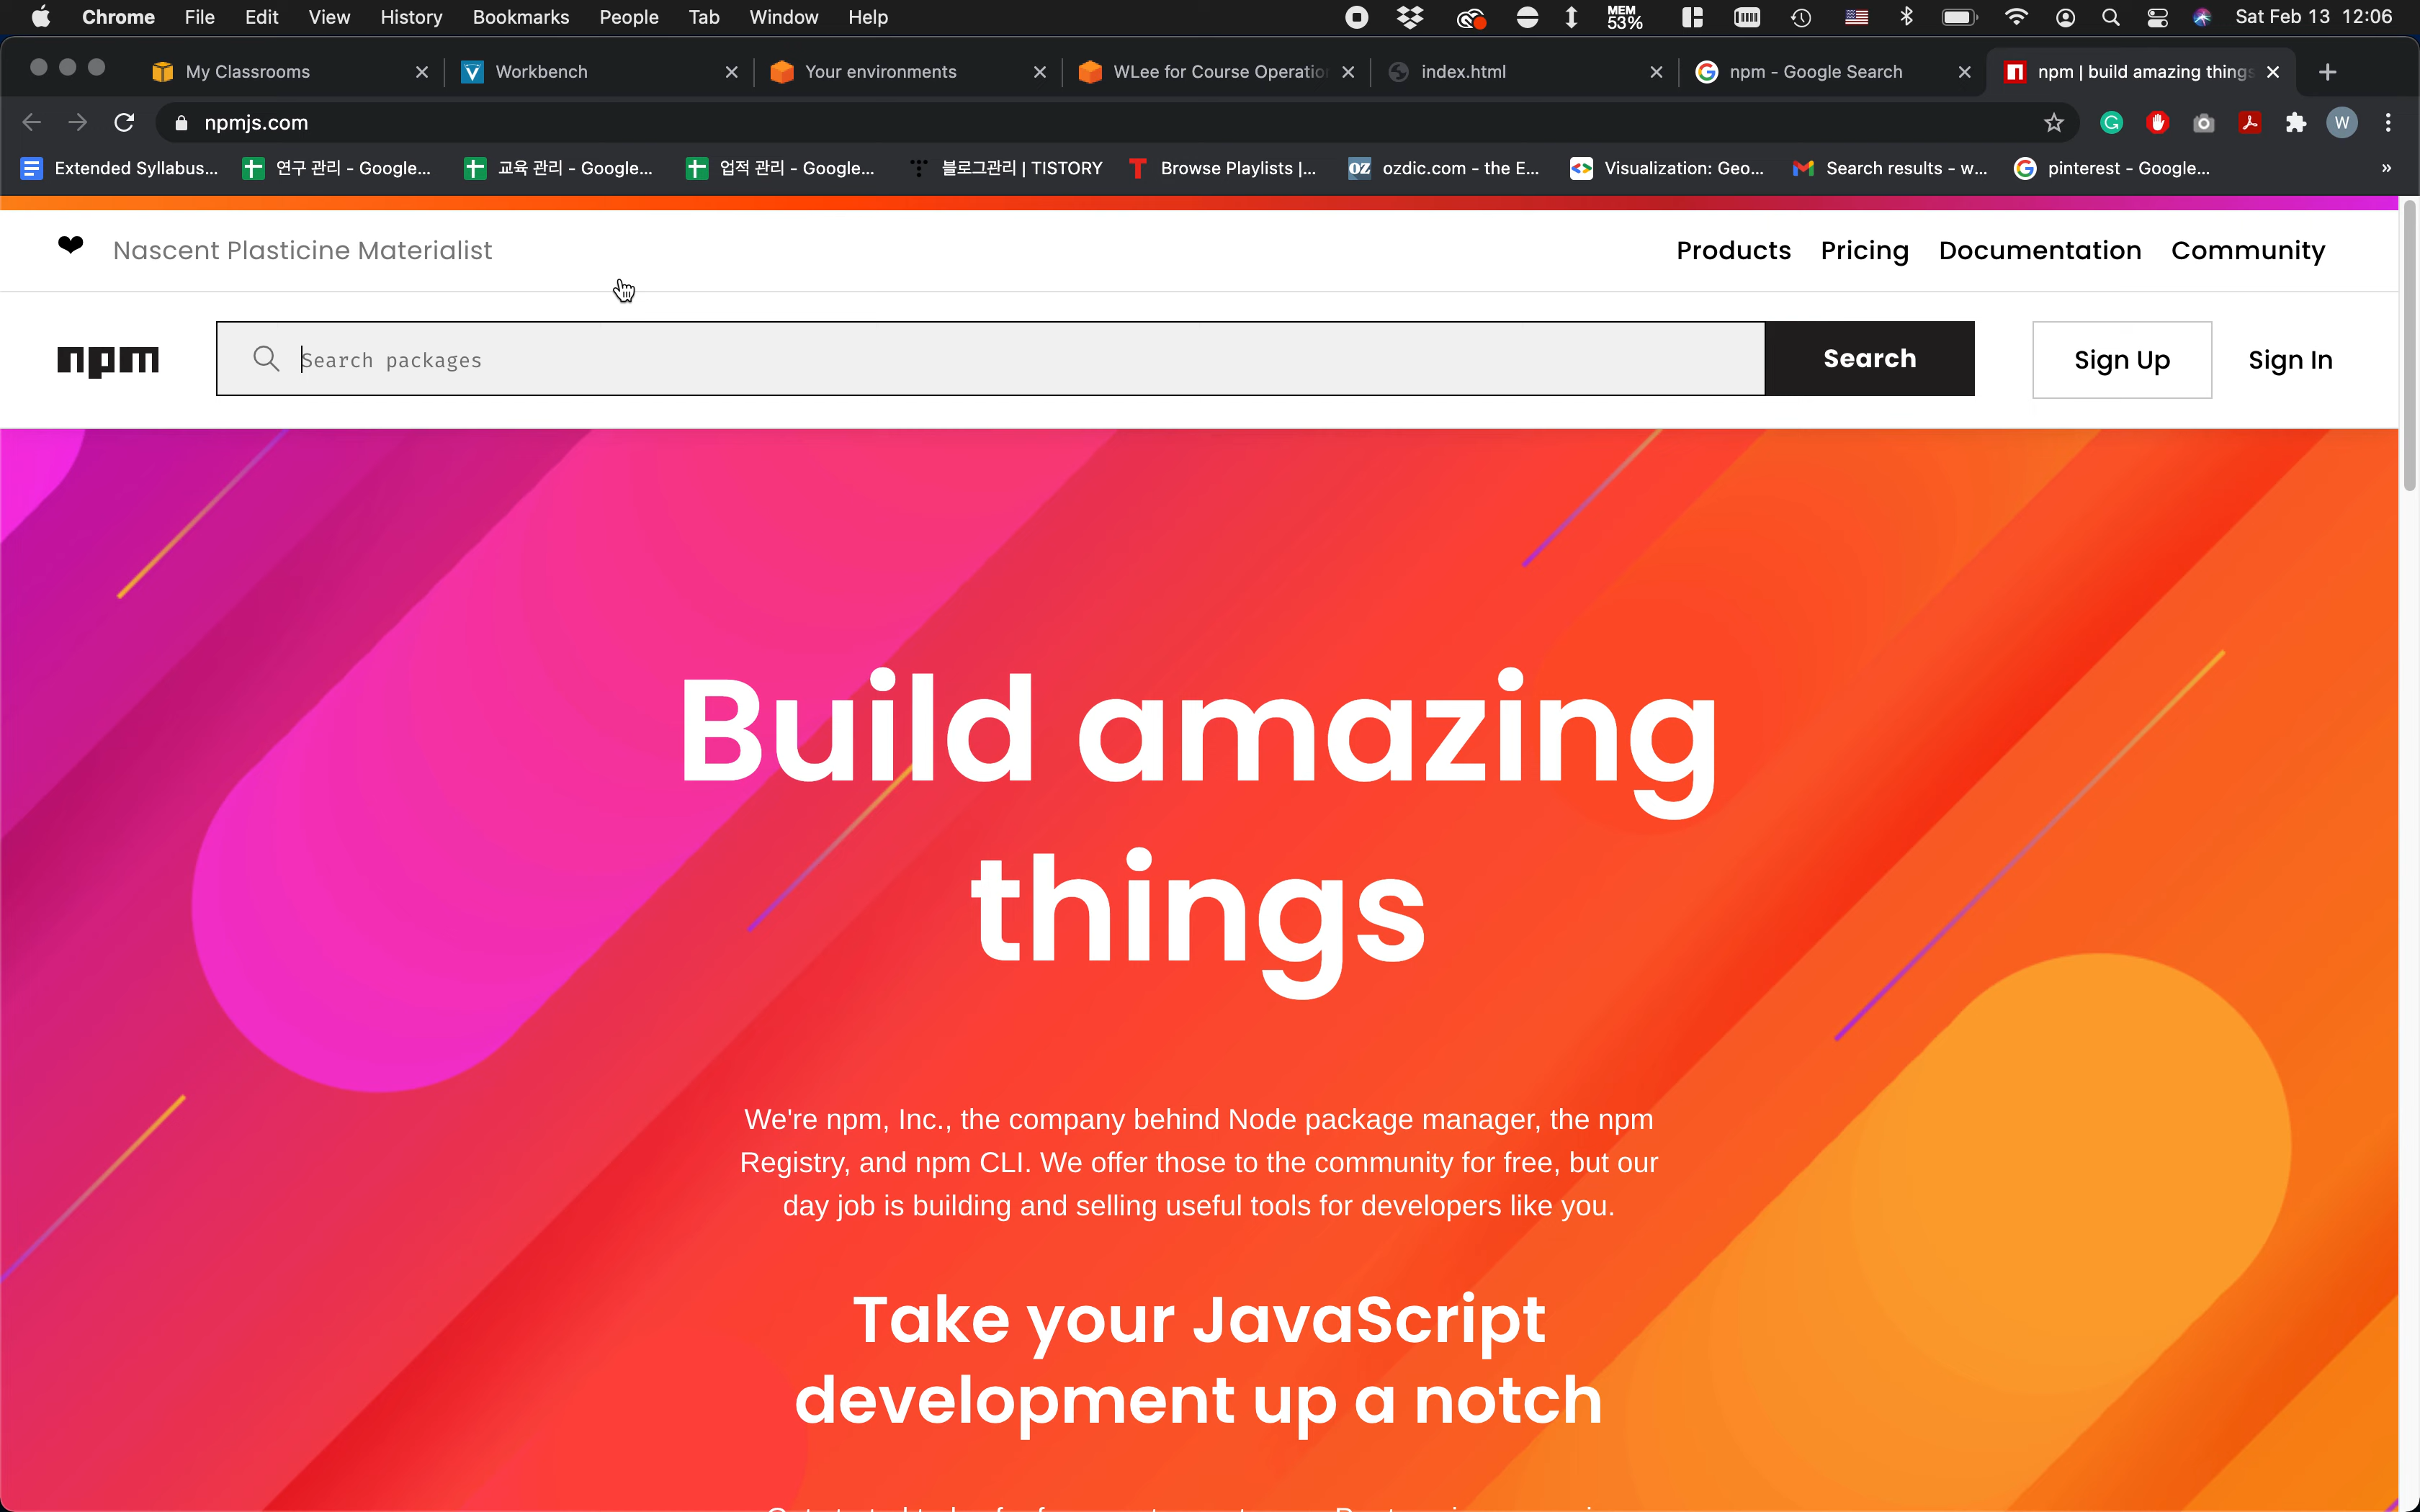 Chrome File Edit View History Bookmarks People Tab Window Help MEM 53% Sat Feb 13 12:06
My Classrooms Workbench Your environments WLee for Course Operatio index.html npm - Google Search npm | build amazing things
npmjs.com W
Extended Syllabus... 연구 관리 - Google... 교육 관리 - Google... 업적 관리 - Google... 블로그관리 | TISTORY Browse Playlists |... ozdic.com - the E... Visualization: Geo... Search results - w... pinterest - Google... »
❤ Nascent Plasticine Materialist Products Pricing Documentation Community
npm Search packages Search Sign Up Sign In
Build amazing
things
We're npm, Inc., the company behind Node package manager, the npm
Registry, and npm CLI. We offer those to the community for free, but our
day job is building and selling useful tools for developers like you.
Take your JavaScript
development up a notch